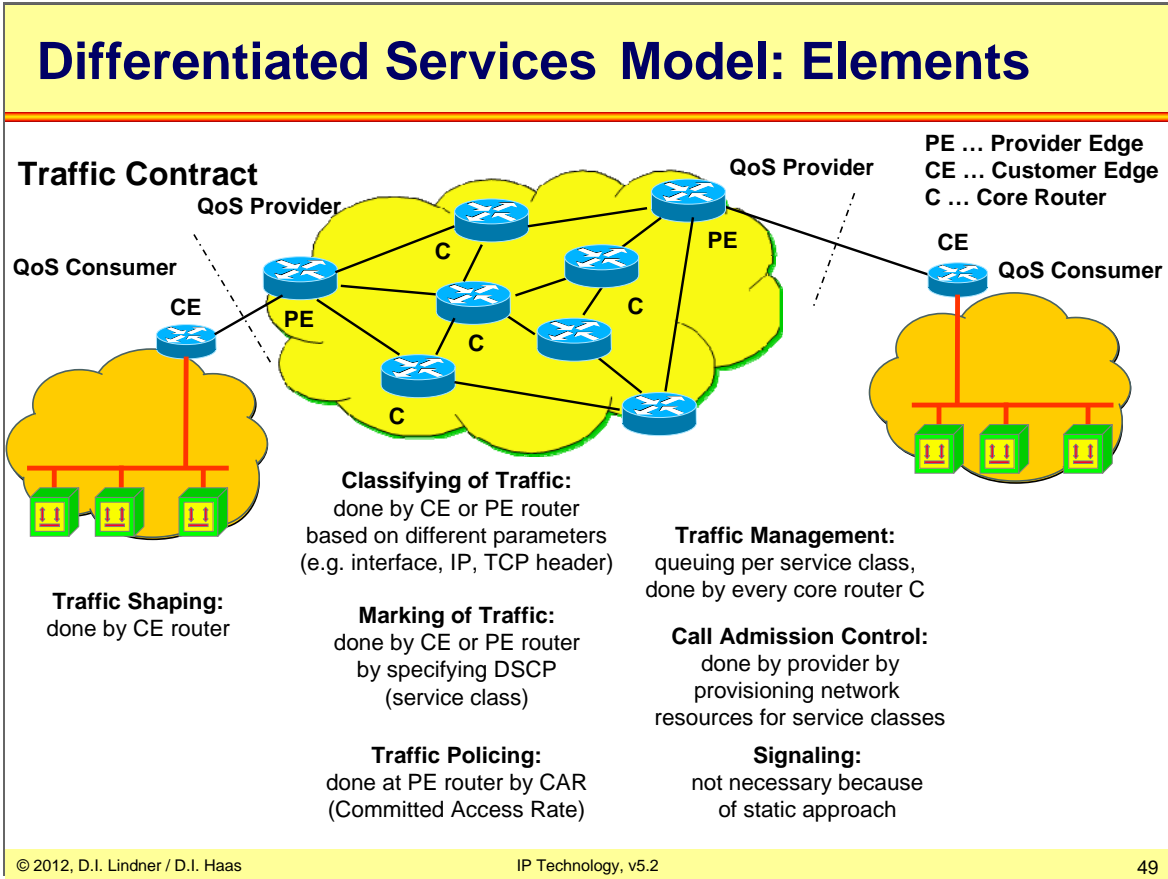 Differentiated Services Model: Elements
PE … Provider Edge
CE … Customer Edge
C … Core Router
Traffic Contract
QoS Provider
QoS Provider
QoS Consumer
QoS Consumer
CE
PE
C
C
C
C
PE
CE
Classifying of Traffic:
done by CE or PE router
based on different parameters
(e.g. interface, IP, TCP header)
Traffic Management:
queuing per service class,
done by every core router C
Traffic Shaping:
done by CE router
Marking of Traffic:
done by CE or PE router
by specifying DSCP
(service class)
Call Admission Control:
done by provider by
provisioning network
resources for service classes
Traffic Policing:
done at PE router by CAR
(Committed Access Rate)
Signaling:
not necessary because
of static approach
© 2012, D.I. Lindner / D.I. Haas
IP Technology, v5.2
49